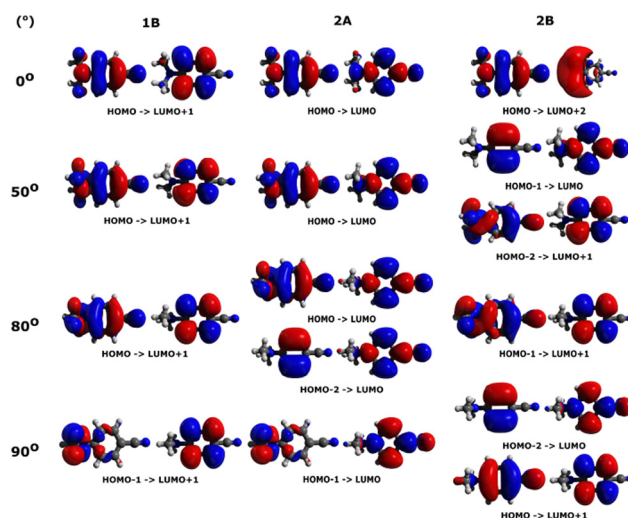 (°) 1B 2A 2B
0°
HOMO -> LUMO+1 HOMO -> LUMO HOMO -> LUMO+2
50°
HOMO -> LUMO+1 HOMO -> LUMO HOMO-1 -> LUMO
HOMO-2 -> LUMO+1
80°
HOMO -> LUMO
HOMO -> LUMO+1 HOMO-1 -> LUMO+1
HOMO-2 -> LUMO
90°
HOMO-2 -> LUMO
HOMO-1 -> LUMO+1 HOMO-1 -> LUMO
HOMO -> LUMO+1